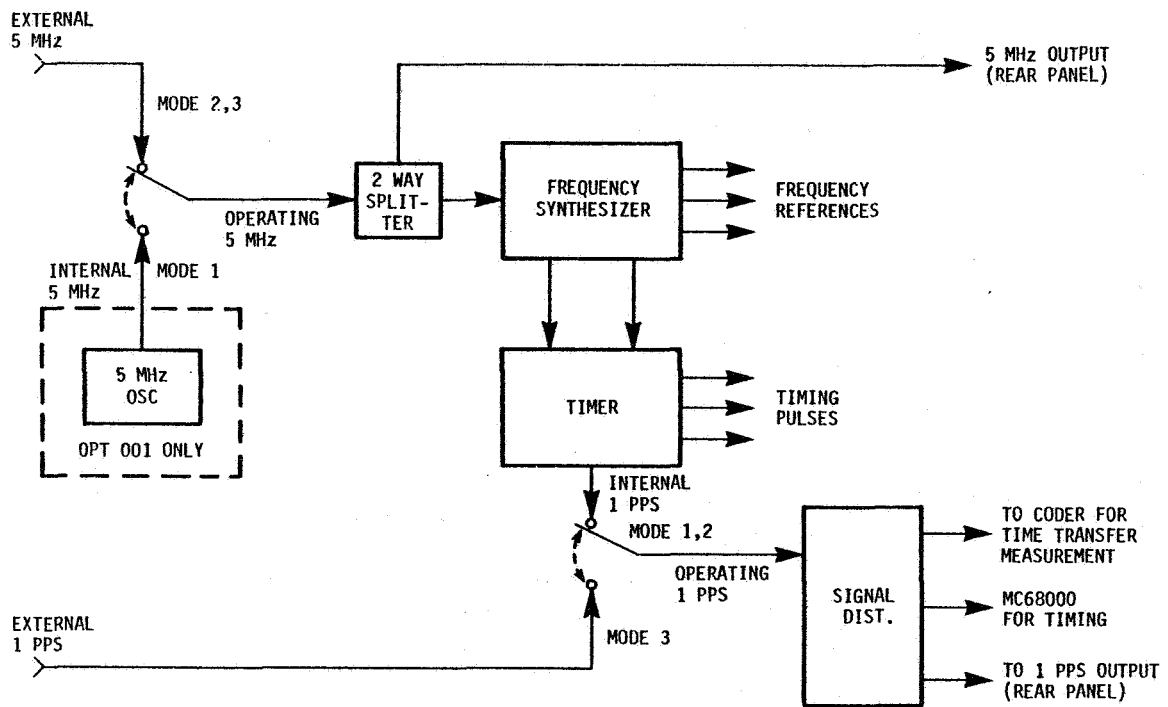 EXTERNAL
5 MHz
MODE 2,3
5 MHz OUTPUT
(REAR PANEL)
2 WAY
SPLIT-
TER
FREQUENCY
SYNTHESIZER
FREQUENCY
REFERENCES
OPERATING
5 MHz
INTERNAL
5 MHz
MODE 1
5 MHz
OSC
OPT 001 ONLY
TIMER
TIMING
PULSES
INTERNAL
1 PPS
MODE 1,2
OPERATING
1 PPS
EXTERNAL
1 PPS
MODE 3
SIGNAL
DIST.
TO CODER FOR
TIME TRANSFER
MEASUREMENT
MC68000
FOR TIMING
TO 1 PPS OUTPUT
(REAR PANEL)